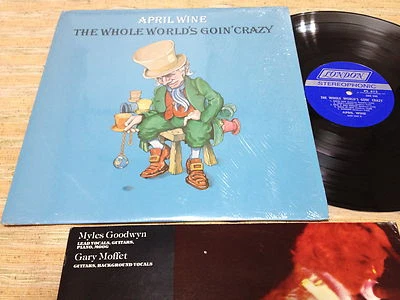 APRIL WINE
THE WHOLE WORLD'S GOIN' CRAZY
LONDON
STEREOPHONIC
THE WHOLE WORLD'S GOIN' CRAZY
APRIL WINE
Myles Goodwyn
LEAD VOCALS, GUITARS,
PIANO, MOOG
Gary Moffet
GUITARS, BACKGROUND VOCALS